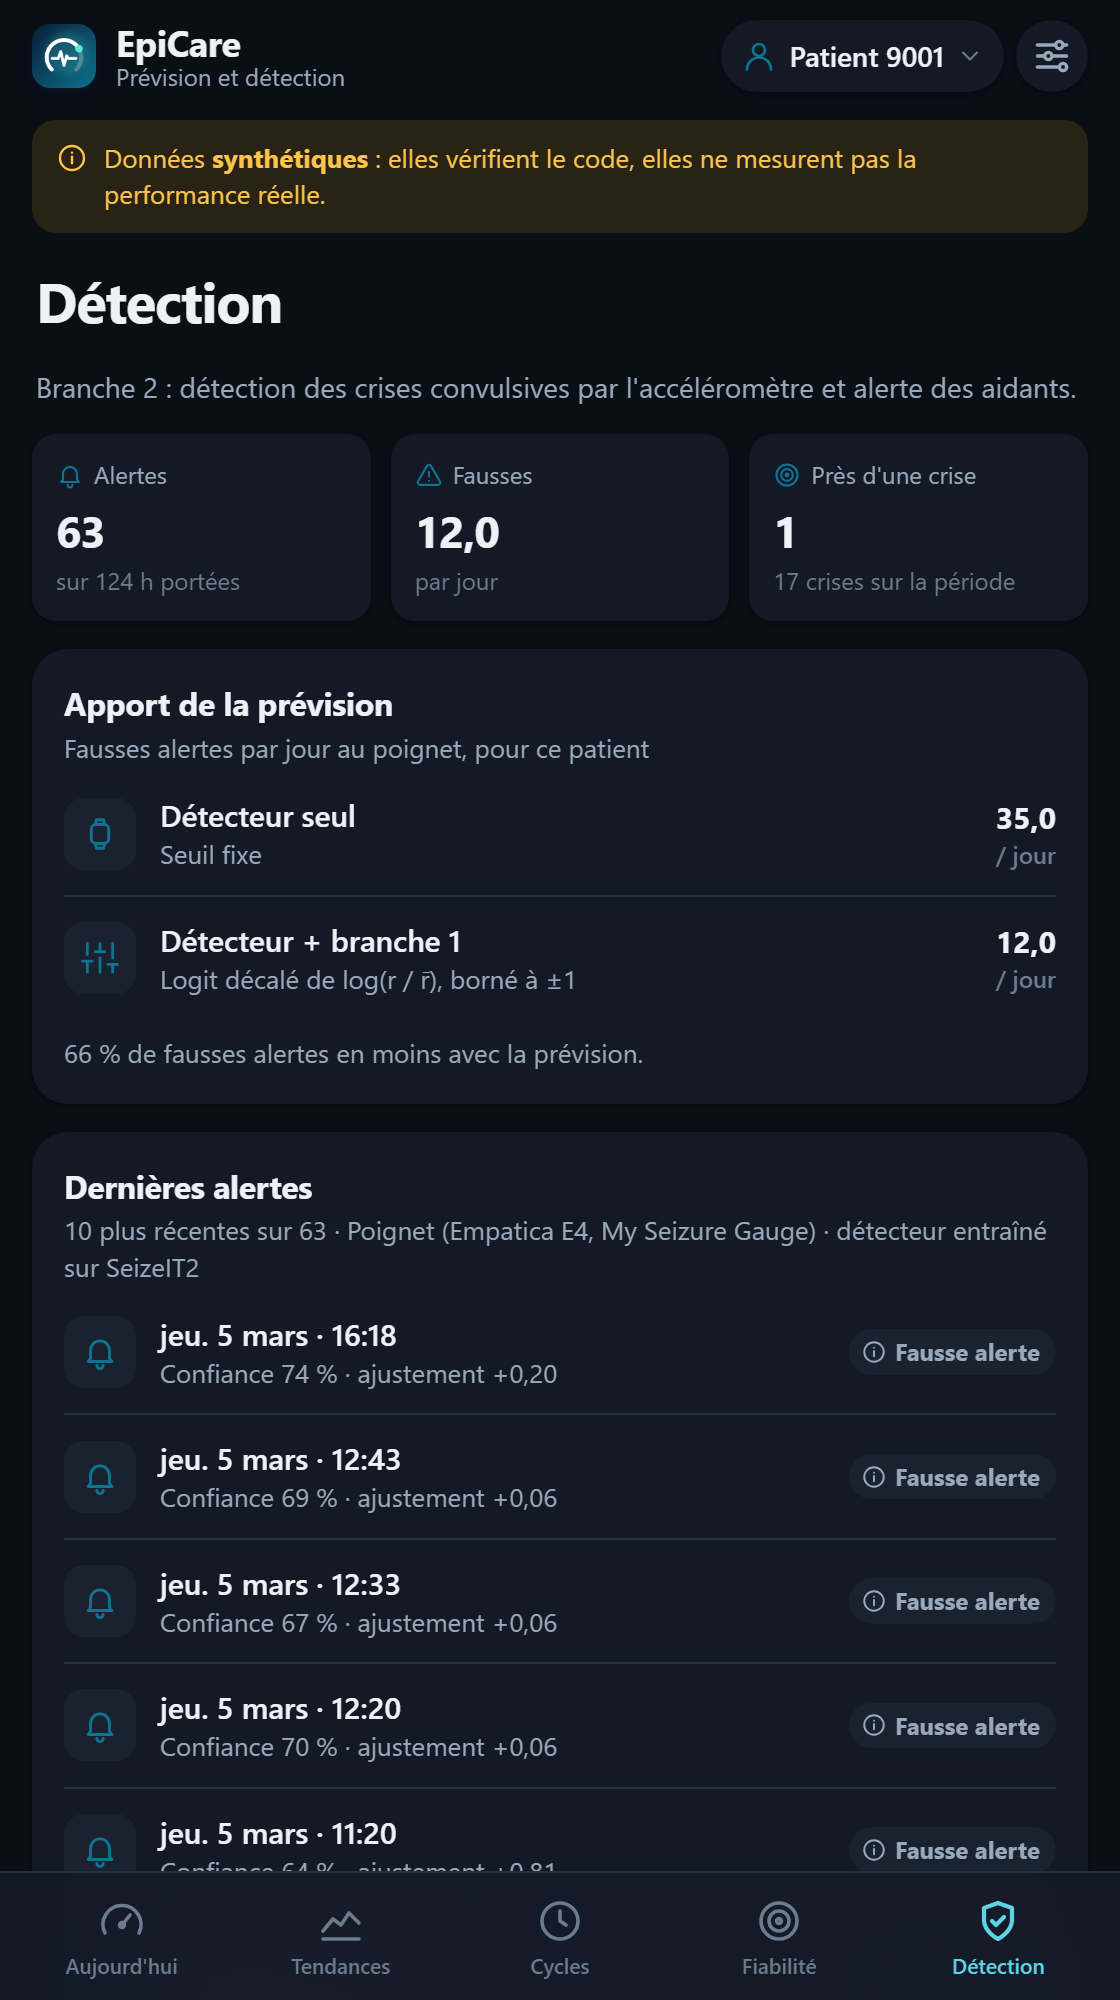 EpiCare
Prévision et détection
Patient 9001
Données synthétiques : elles vérifient le code, elles ne mesurent pas la
performance réelle.
Détection
Branche 2 : détection des crises convulsives par l'accéléromètre et alerte des aidants.
Alertes
63
sur 124 h portées
Fausses
12,0
par jour
Près d'une crise
1
17 crises sur la période
Apport de la prévision
Fausses alertes par jour au poignet, pour ce patient
Détecteur seul
Seuil fixe
35,0
/ jour
Détecteur + branche 1
Logit décalé de log(r / r̄), borné à ±1
12,0
/ jour
66 % de fausses alertes en moins avec la prévision.
Dernières alertes
10 plus récentes sur 63 · Poignet (Empatica E4, My Seizure Gauge) · détecteur entraîné
sur SeizeIT2
jeu. 5 mars · 16:18
Confiance 74 % · ajustement +0,20
Fausse alerte
jeu. 5 mars · 12:43
Confiance 69 % · ajustement +0,06
Fausse alerte
jeu. 5 mars · 12:33
Confiance 67 % · ajustement +0,06
Fausse alerte
jeu. 5 mars · 12:20
Confiance 70 % · ajustement +0,06
Fausse alerte
jeu. 5 mars · 11:20
Confiance 64 % · ajustement +0,81
Fausse alerte
Aujourd'hui
Tendances
Cycles
Fiabilité
Détection